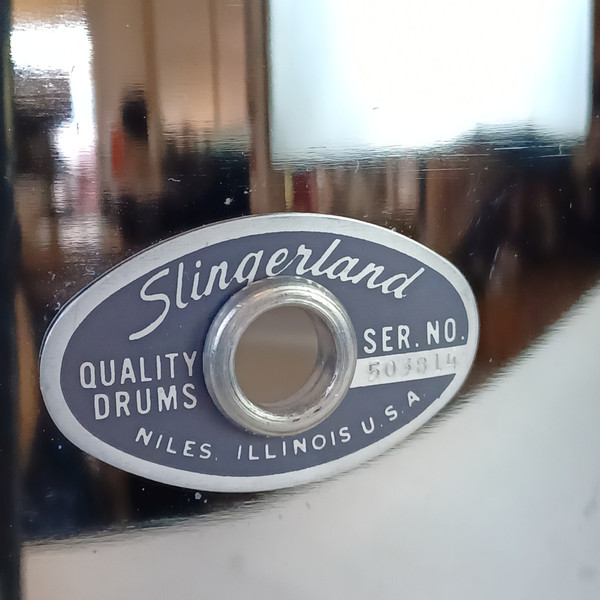 Slingerland
QUALITY DRUMS
SER. NO.
503814
NILES, ILLINOIS U.S.A.